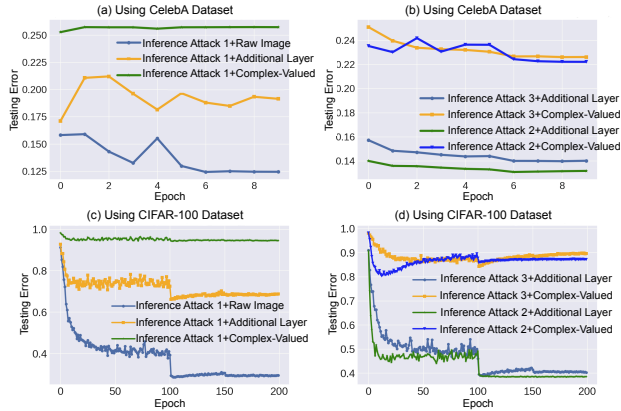 (a) Using CelebA Dataset
0.250
0.225
0.200
0.175
0.150
0.125
Testing Error
Inference Attack 1+Raw Image
Inference Attack 1+Additional Layer
Inference Attack 1+Complex-Valued
0 2 4 6 8
Epoch
(b) Using CelebA Dataset
0.24
0.22
0.20
0.18
0.16
0.14
Testing Error
Inference Attack 3+Additional Layer
Inference Attack 3+Complex-Valued
Inference Attack 2+Additional Layer
Inference Attack 2+Complex-Valued
0 2 4 6 8
Epoch
(c) Using CIFAR-100 Dataset
1.0
0.8
0.6
0.4
Testing Error
Inference Attack 1+Raw Image
Inference Attack 1+Additional Layer
Inference Attack 1+Complex-Valued
0 50 100 150 200
Epoch
(d) Using CIFAR-100 Dataset
1.0
0.9
0.8
0.7
0.6
0.5
0.4
Testing Error
Inference Attack 3+Additional Layer
Inference Attack 3+Complex-Valued
Inference Attack 2+Additional Layer
Inference Attack 2+Complex-Valued
0 50 100 150 200
Epoch